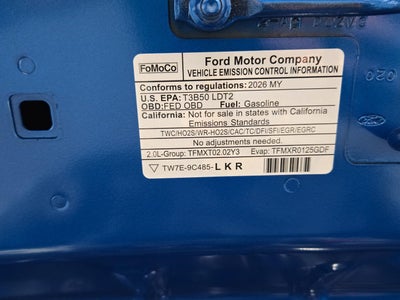 FoMoCo
Ford Motor Company
VEHICLE EMISSION CONTROL INFORMATION
Conforms to regulations: 2026 MY
U.S. EPA: T3B50 LDT2
OBD: FED OBD Fuel: Gasoline
California: Not for sale in states with California
Emissions Standards
TWC/HO2S/WR-HO2S/CAC/TC/DFI/SFI/EGR/EGRC
No adjustments needed.
2.0L-Group: TFMXT02.02Y3 Evap: TFMXR0125GDF
TW7E-9C485- L K R
020